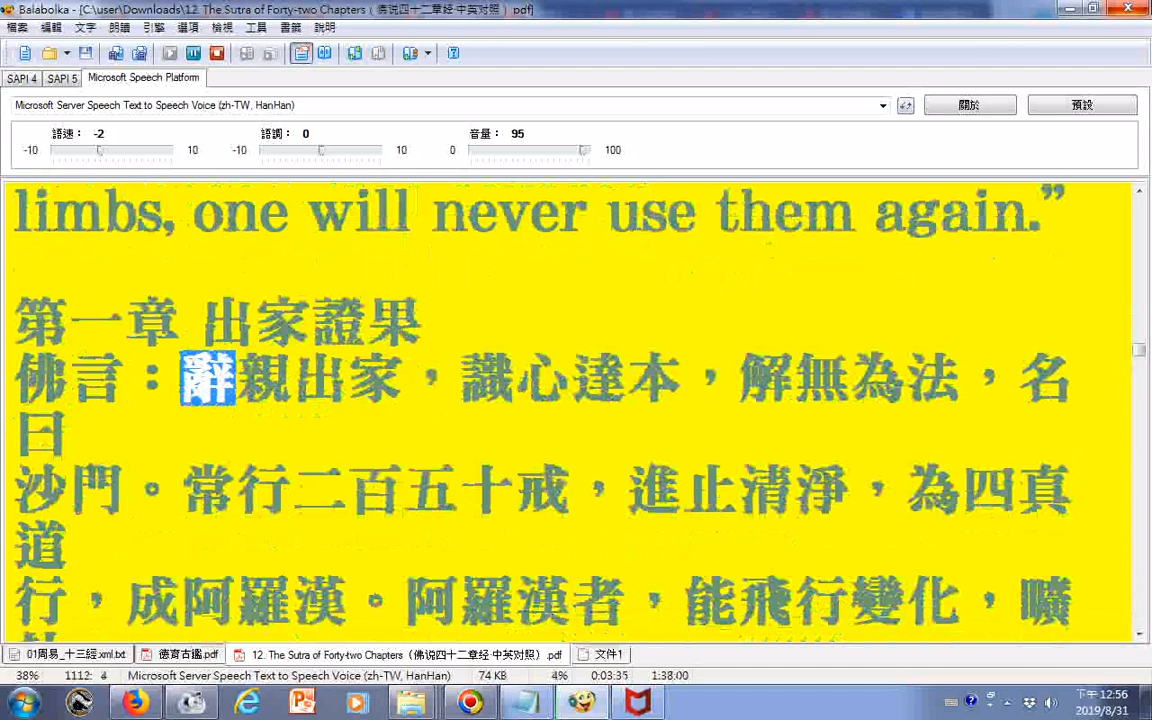 Balabolka - [C:\user\Downloads\12. The Sutra of Forty-two Chapters（佛说四十二章经·中英对照）.pdf]
檔案 編輯 文字 朗讀 引擎 選項 檢視 工具 書籤 說明
SAPI 4 SAPI 5 Microsoft Speech Platform
Microsoft Server Speech Text to Speech Voice (zh-TW, HanHan) 關於 預設
語速： -2 語調： 0 音量： 95
-10 10 -10 10 0 100
limbs, one will never use them again.”
第一章 出家證果
佛言：辭親出家，識心達本，解無為法，名
曰
沙門。常行二百五十戒，進止清淨，為四真
道
行，成阿羅漢。阿羅漢者，能飛行變化，曠
01周易_十三經.xml.txt 德育古鑑.pdf 12. The Sutra of Forty-two Chapters（佛说四十二章经·中英对照）.pdf 文件1
38% 1112: 4 Microsoft Server Speech Text to Speech Voice (zh-TW, HanHan) 74 KB 4% 0:03:35 1:38:00
下午 12:56
2019/8/31